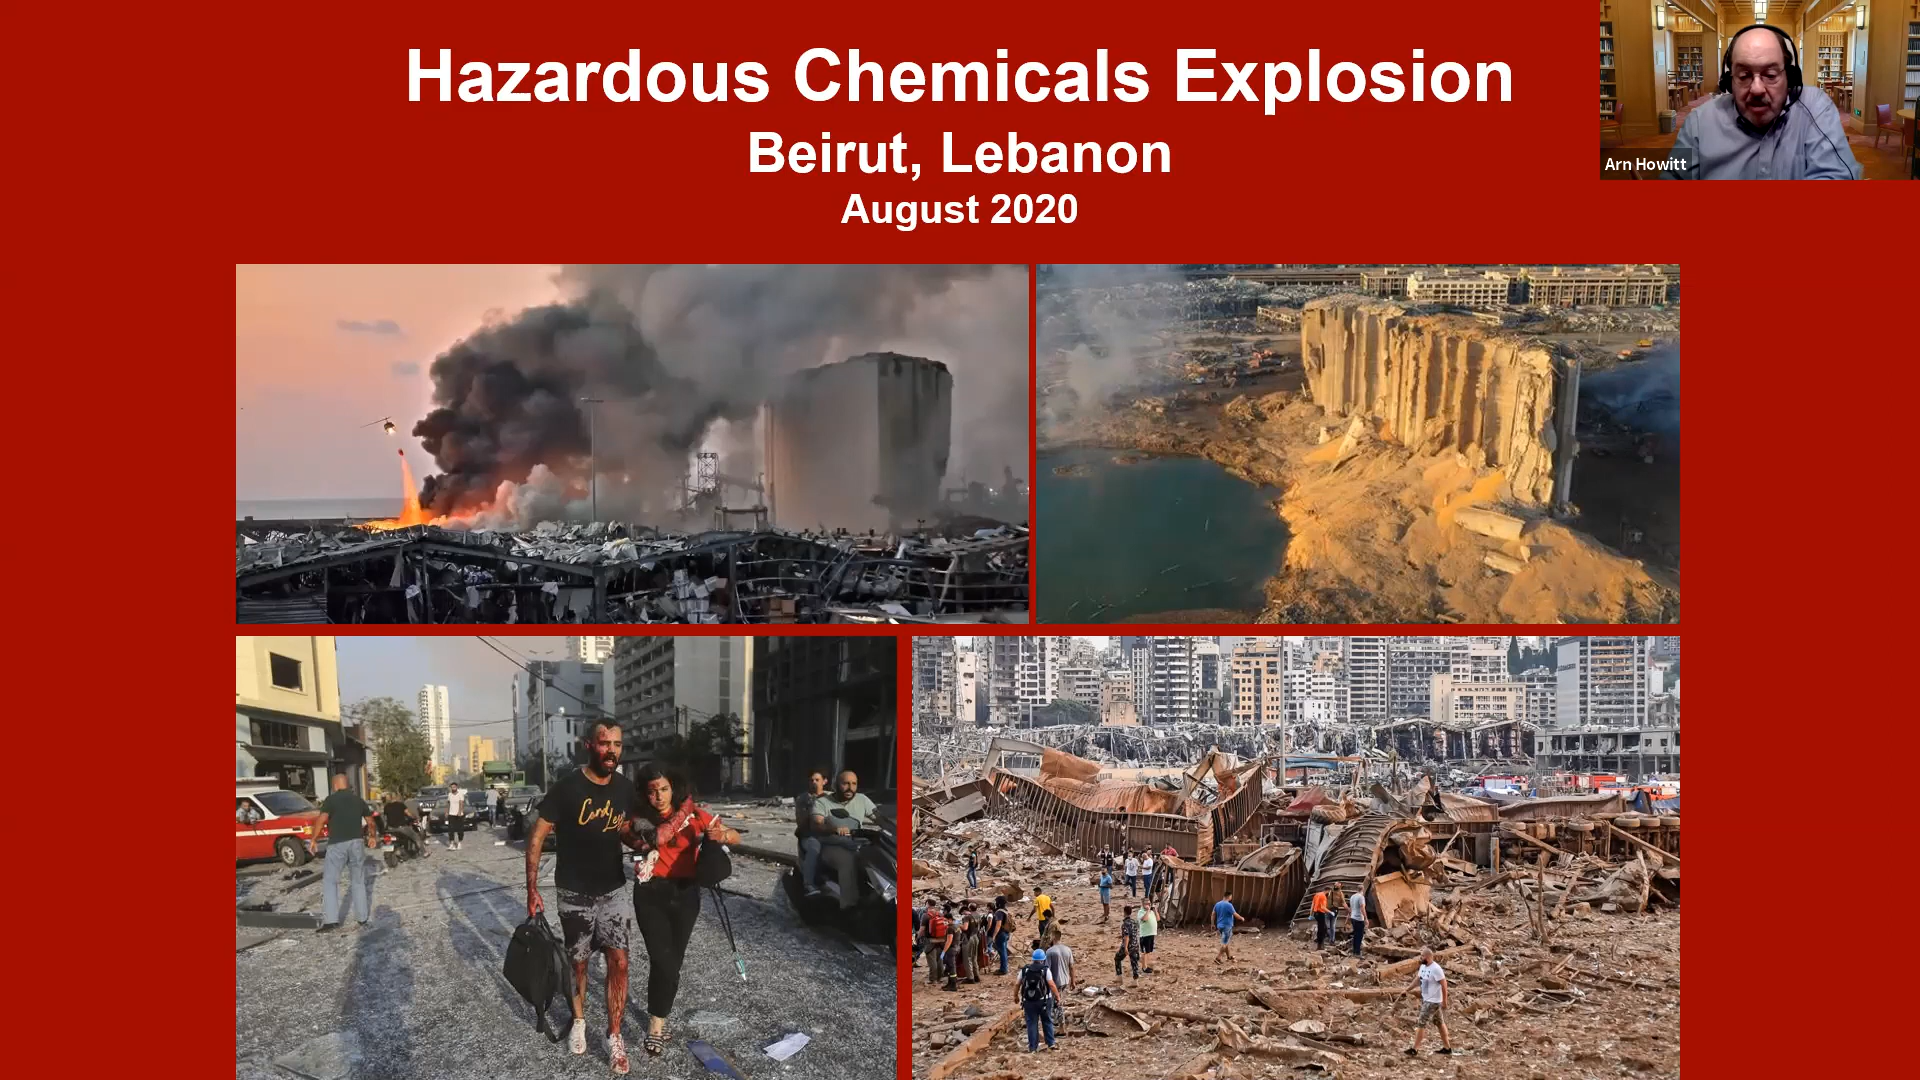 Hazardous Chemicals Explosion
Beirut, Lebanon
August 2020
Arn Howitt